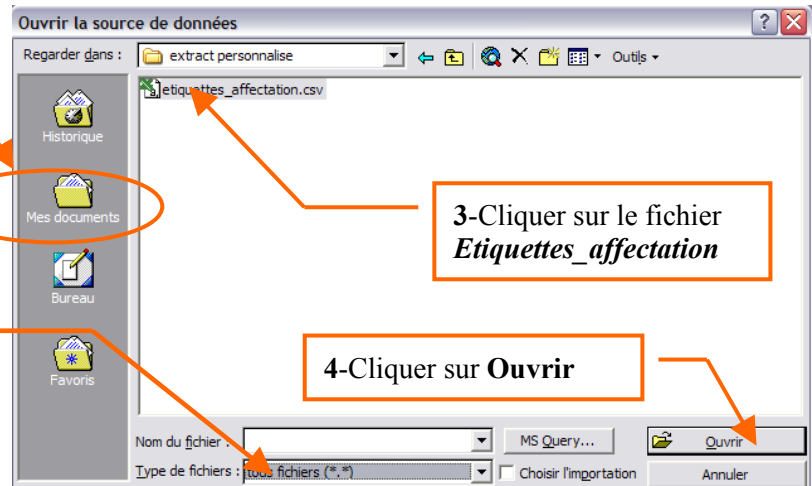 Ouvrir la source de données
Regarder dans : extract personnalise Outils
etiquettes_affectation.csv
Historique
Mes documents
3-Cliquer sur le fichier
Etiquettes_affectation
Bureau
4-Cliquer sur Ouvrir
Favoris
Nom du fichier : MS Query... Ouvrir
Type de fichiers : tous fichiers (*.*) Choisir l'importation Annuler